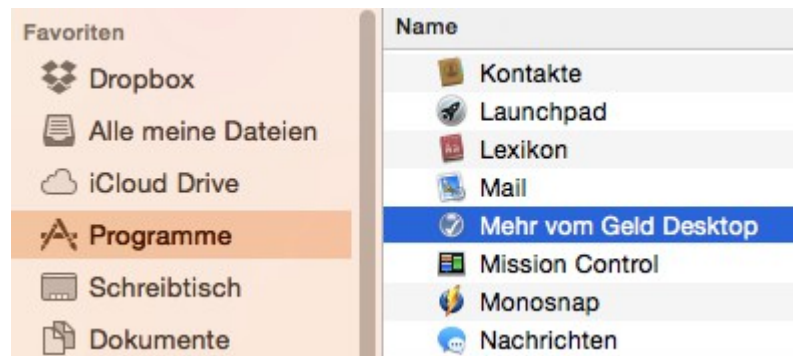 Favoriten
Dropbox
Alle meine Dateien
iCloud Drive
Programme
Schreibtisch
Dokumente
Name
Kontakte
Launchpad
Lexikon
Mail
Mehr vom Geld Desktop
Mission Control
Monosnap
Nachrichten